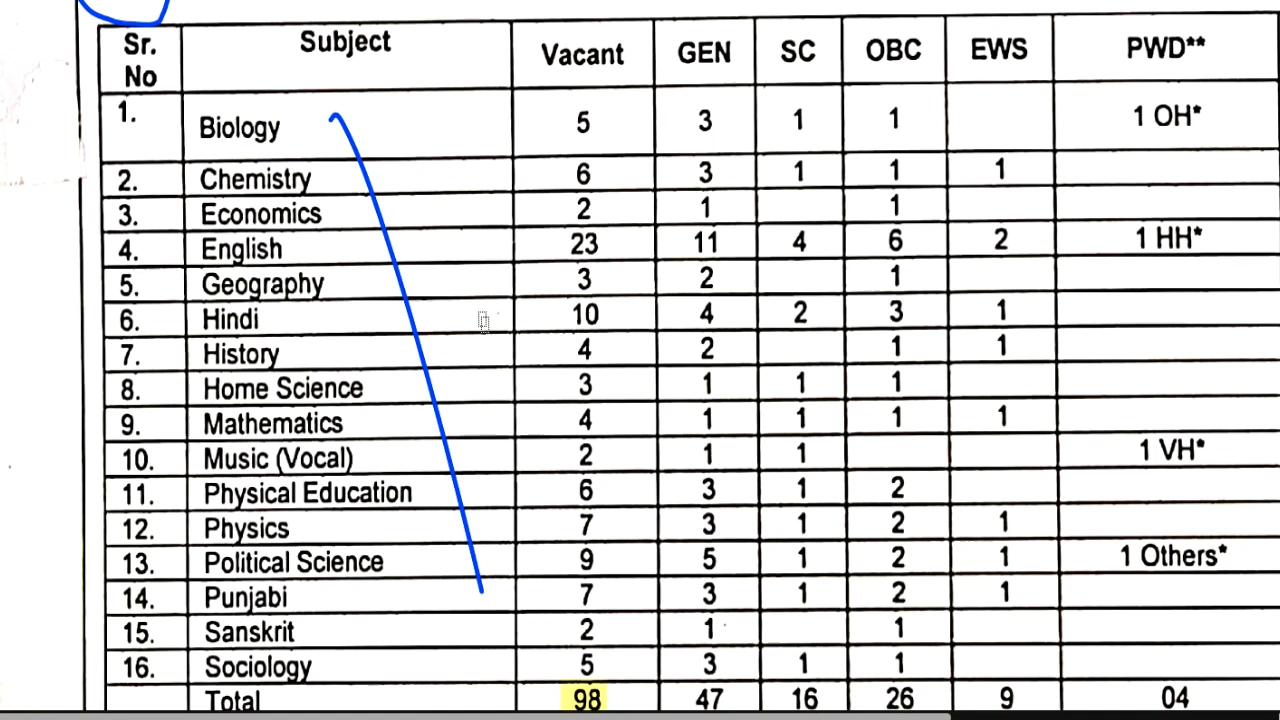 Sr. No Subject Vacant GEN SC OBC EWS PWD**
1. Biology 5 3 1 1 1 OH*
2. Chemistry 6 3 1 1 1
3. Economics 2 1 1
4. English 23 11 4 6 2 1 HH*
5. Geography 3 2 1
6. Hindi 10 4 2 3 1
7. History 4 2 1 1
8. Home Science 3 1 1 1
9. Mathematics 4 1 1 1 1
10. Music (Vocal) 2 1 1 1 VH*
11. Physical Education 6 3 1 2
12. Physics 7 3 1 2 1
13. Political Science 9 5 1 2 1 1 Others*
14. Punjabi 7 3 1 2 1
15. Sanskrit 2 1 1
16. Sociology 5 3 1 1
Total 98 47 16 26 9 04